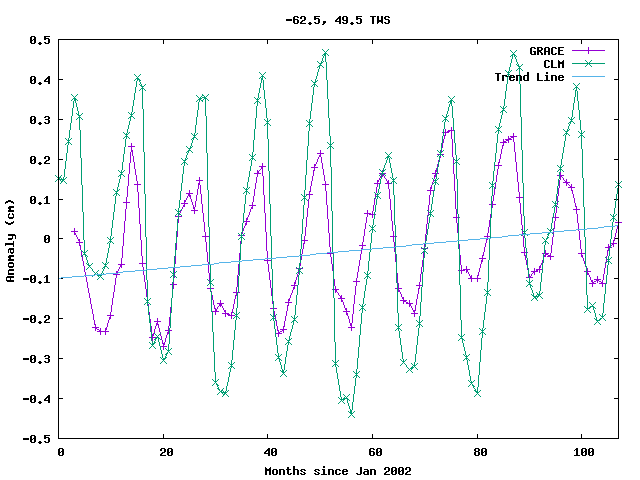 -62.5, 49.5 TWS
GRACE
CLM
Trend Line
0.5
0.4
0.3
0.2
0.1
0
-0.1
-0.2
-0.3
-0.4
-0.5
Anomaly (cm)
0 20 40 60 80 100
Months since Jan 2002